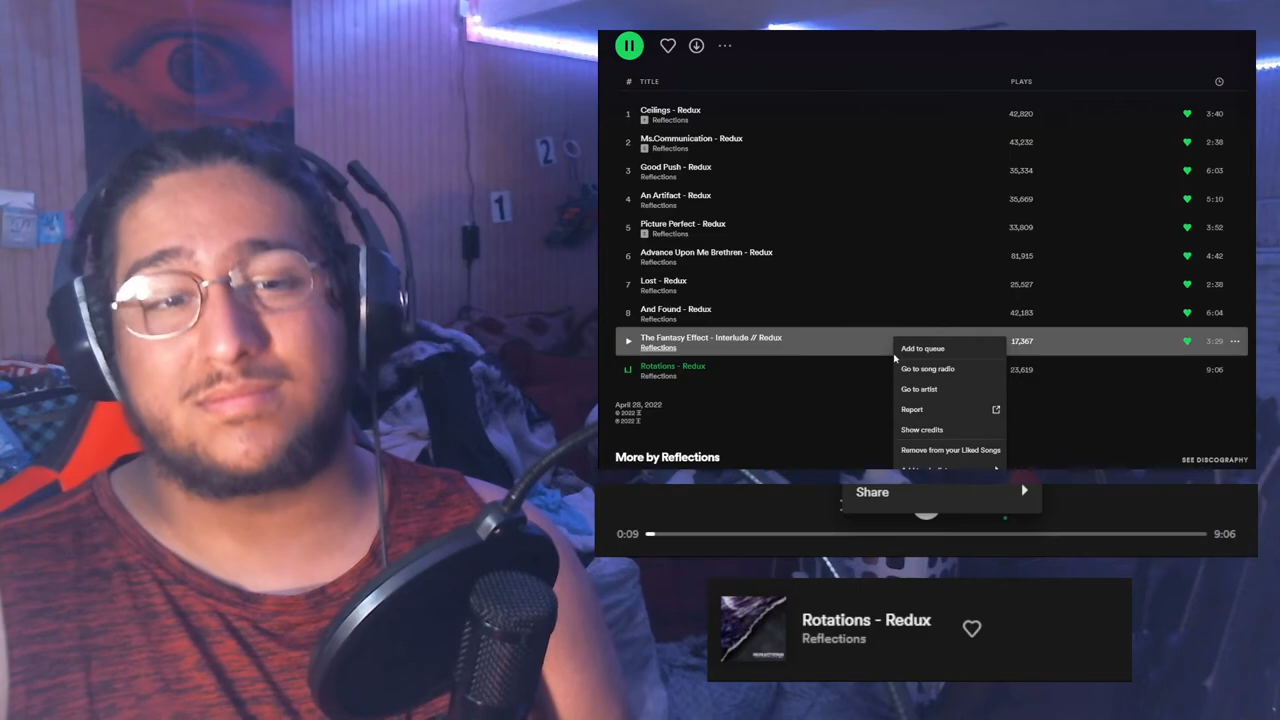 # TITLE PLAYS
1 Ceilings - Redux 42,820 3:40
E Reflections
2 Ms.Communication - Redux 43,232 2:38
E Reflections
3 Good Push - Redux 35,334 6:03
Reflections
4 An Artifact - Redux 35,669 5:10
Reflections
5 Picture Perfect - Redux 33,809 3:52
E Reflections
6 Advance Upon Me Brethren - Redux 81,915 4:42
Reflections
7 Lost - Redux 25,527 2:38
Reflections
8 And Found - Redux 42,183 6:04
Reflections
The Fantasy Effect - Interlude // Redux 17,367 3:29
Reflections
Rotations - Redux 23,619 9:06
Reflections
Add to queue
Go to song radio
Go to artist
Report
Show credits
Remove from your Liked Songs
April 28, 2022
© 2022
℗ 2022
More by Reflections SEE DISCOGRAPHY
Share
0:09 9:06
Rotations - Redux
Reflections
2
1